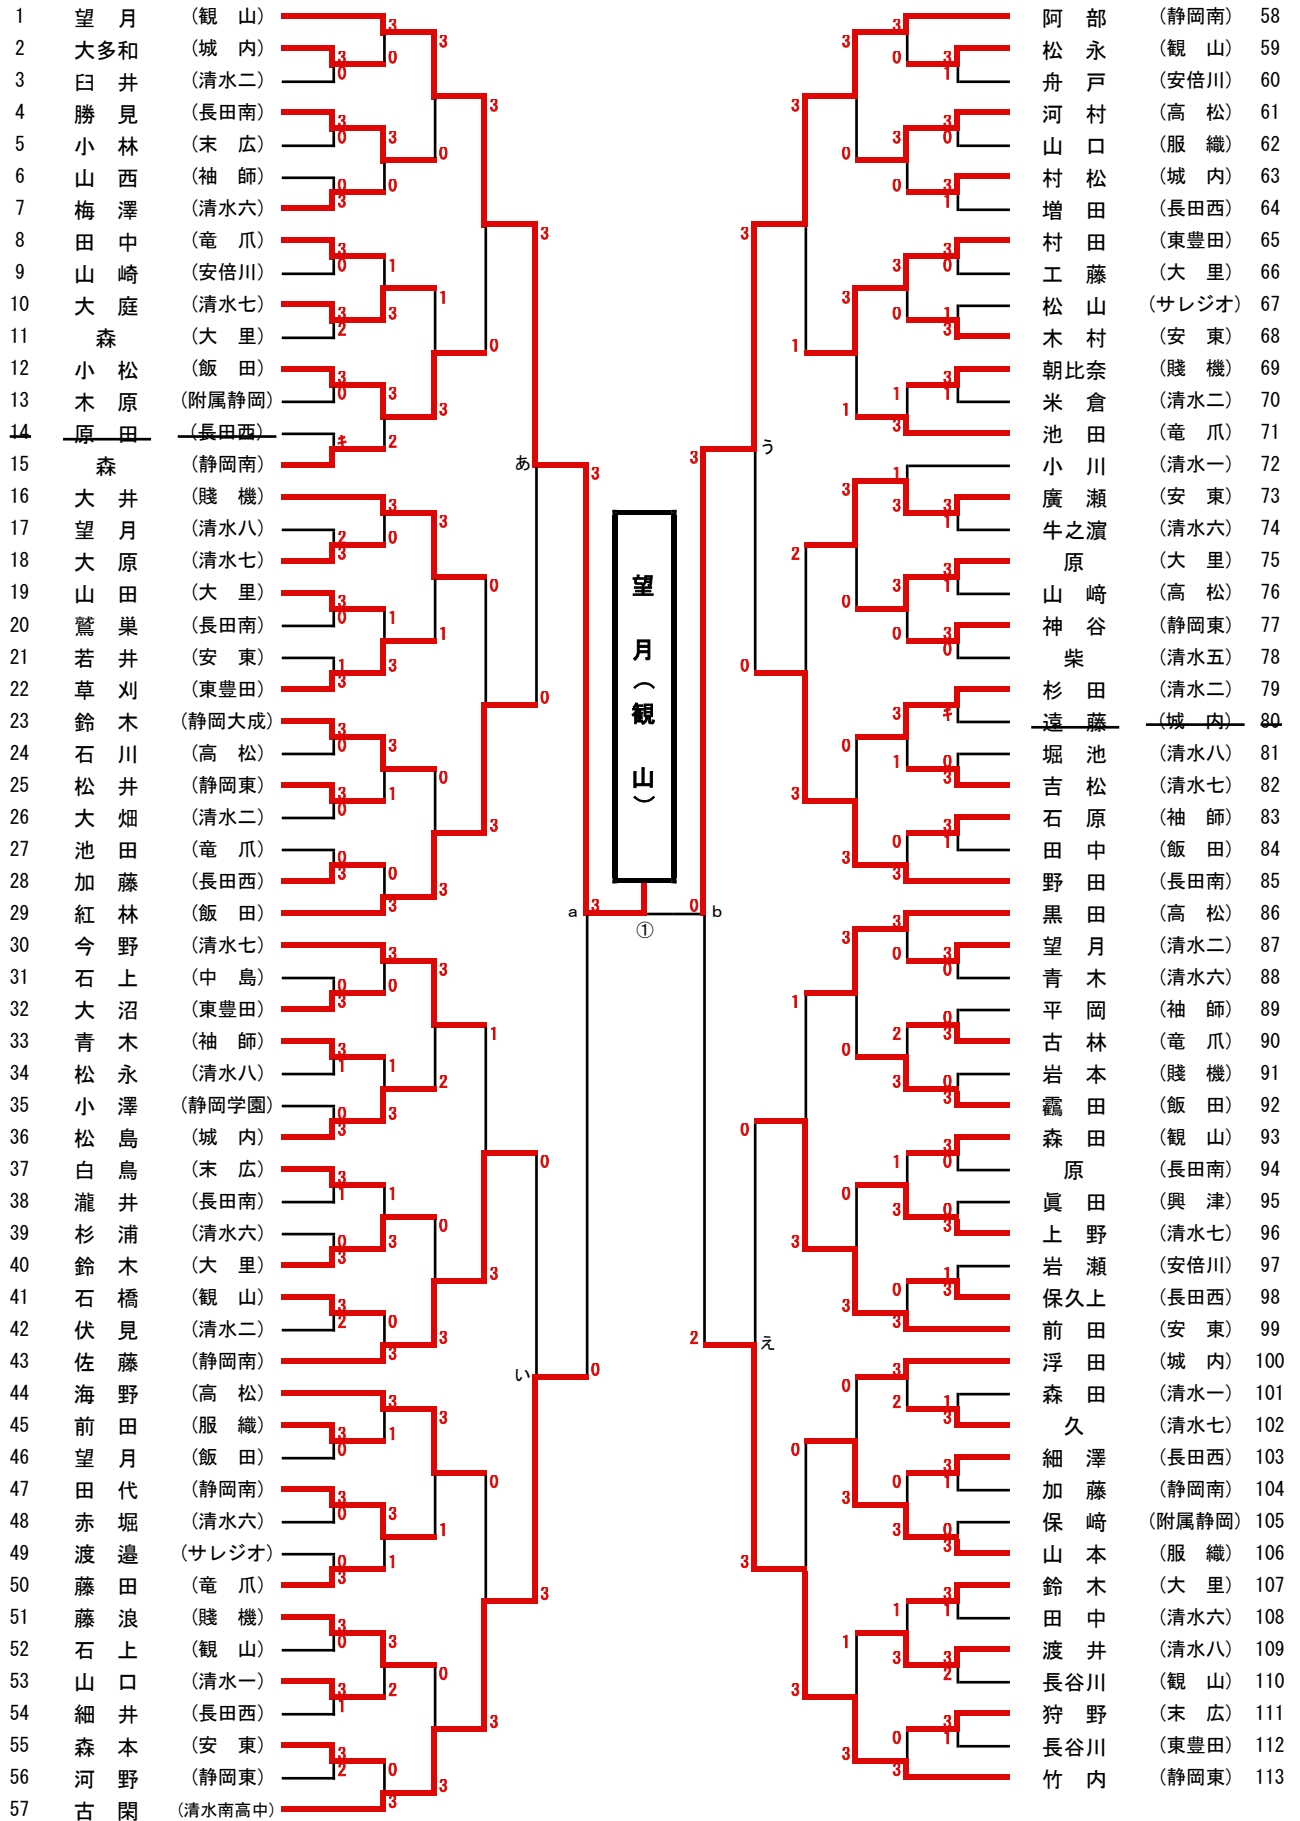 1 望 月 (観 山)
2 大多和 (城 内)
3 臼 井 (清水二)
4 勝 見 (長田南)
5 小 林 (末 広)
6 山 西 (袖 師)
7 梅 澤 (清水六)
8 田 中 (竜 爪)
9 山 崎 (安倍川)
10 大 庭 (清水七)
11 森 (大 里)
12 小 松 (飯 田)
13 木 原 (附属静岡)
14 原 田 (長田西)
15 森 (静岡南)
16 大 井 (賤 機)
17 望 月 (清水八)
18 大 原 (清水七)
19 山 田 (大 里)
20 鷲 巣 (長田南)
21 若 井 (安 東)
22 草 刈 (東豊田)
23 鈴 木 (静岡大成)
24 石 川 (高 松)
25 松 井 (静岡東)
26 大 畑 (清水二)
27 池 田 (竜 爪)
28 加 藤 (長田西)
29 紅 林 (飯 田)
30 今 野 (清水七)
31 石 上 (中 島)
32 大 沼 (東豊田)
33 青 木 (袖 師)
34 松 永 (清水八)
35 小 澤 (静岡学園)
36 松 島 (城 内)
37 白 鳥 (末 広)
38 瀧 井 (長田南)
39 杉 浦 (清水六)
40 鈴 木 (大 里)
41 石 橋 (観 山)
42 伏 見 (清水二)
43 佐 藤 (静岡南)
44 海 野 (高 松)
45 前 田 (服 織)
46 望 月 (飯 田)
47 田 代 (静岡南)
48 赤 堀 (清水六)
49 渡 邉 (サレジオ)
50 藤 田 (竜 爪)
51 藤 浪 (賤 機)
52 石 上 (観 山)
53 山 口 (清水一)
54 細 井 (長田西)
55 森 本 (安 東)
56 河 野 (静岡東)
57 古 閑 (清水南高中)
あ
い
a
望 月 (観 山)
①
b
う
え
阿 部 (静岡南) 58
松 永 (観 山) 59
舟 戸 (安倍川) 60
河 村 (高 松) 61
山 口 (服 織) 62
村 松 (城 内) 63
増 田 (長田西) 64
村 田 (東豊田) 65
工 藤 (大 里) 66
松 山 (サレジオ) 67
木 村 (安 東) 68
朝比奈 (賤 機) 69
米 倉 (清水二) 70
池 田 (竜 爪) 71
小 川 (清水一) 72
廣 瀬 (安 東) 73
牛之濵 (清水六) 74
原 (大 里) 75
山 﨑 (高 松) 76
神 谷 (静岡東) 77
柴 (清水五) 78
杉 田 (清水二) 79
遠 藤 (城 内) 80
堀 池 (清水八) 81
吉 松 (清水七) 82
石 原 (袖 師) 83
田 中 (飯 田) 84
野 田 (長田南) 85
黒 田 (高 松) 86
望 月 (清水二) 87
青 木 (清水六) 88
平 岡 (袖 師) 89
古 林 (竜 爪) 90
岩 本 (賤 機) 91
靏 田 (飯 田) 92
森 田 (観 山) 93
原 (長田南) 94
眞 田 (興 津) 95
上 野 (清水七) 96
岩 瀬 (安倍川) 97
保久上 (長田西) 98
前 田 (安 東) 99
浮 田 (城 内) 100
森 田 (清水一) 101
久 (清水七) 102
細 澤 (長田西) 103
加 藤 (静岡南) 104
保 﨑 (附属静岡) 105
山 本 (服 織) 106
鈴 木 (大 里) 107
田 中 (清水六) 108
渡 井 (清水八) 109
長谷川 (観 山) 110
狩 野 (末 広) 111
長谷川 (東豊田) 112
竹 内 (静岡東) 113